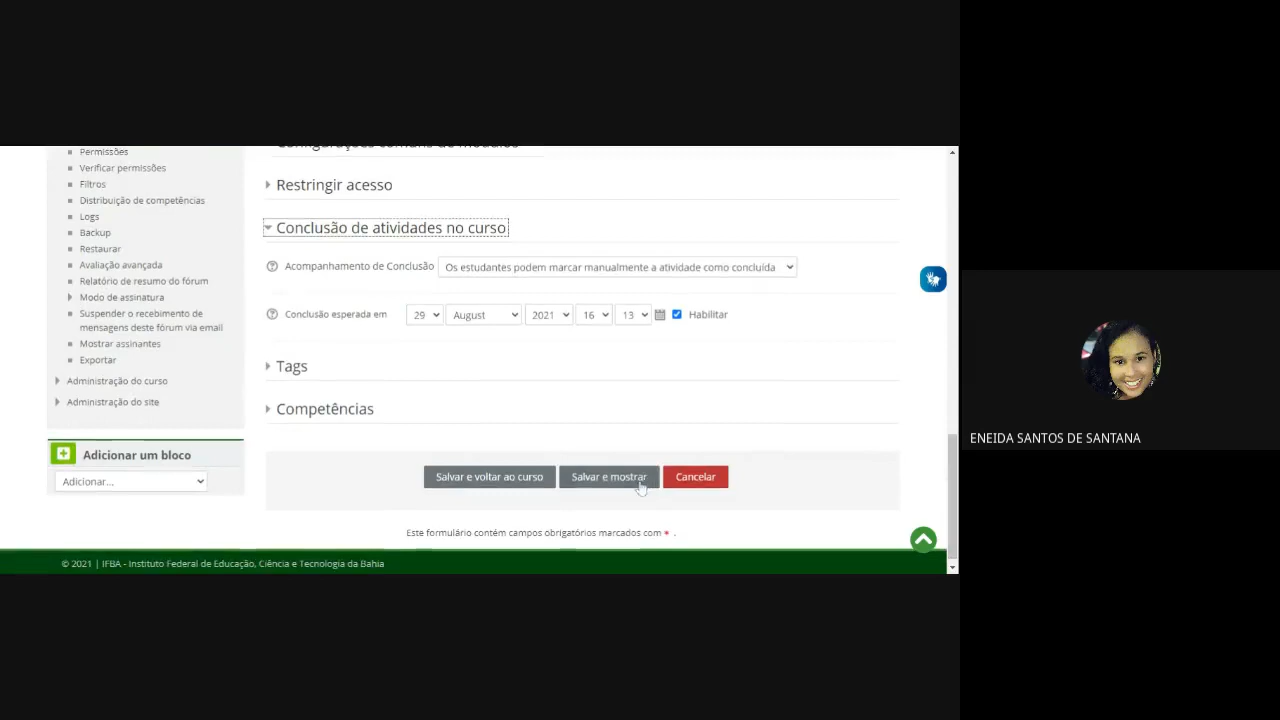 Permissões
Verificar permissões
Filtros
Distribuição de competências
Logs
Backup
Restaurar
Avaliação avançada
Relatório de resumo do fórum
Modo de assinatura
Suspender o recebimento de
mensagens deste fórum via email
Mostrar assinantes
Exportar
Administração do curso
Administração do site
Adicionar um bloco
Adicionar...
Configurações comuns de módulos
Restringir acesso
Conclusão de atividades no curso
Acompanhamento de Conclusão Os estudantes podem marcar manualmente a atividade como concluída
Conclusão esperada em 29 August 2021 16 13 Habilitar
Tags
Competências
Salvar e voltar ao curso Salvar e mostrar Cancelar
Este formulário contém campos obrigatórios marcados com * .
© 2021 | IFBA - Instituto Federal de Educação, Ciência e Tecnologia da Bahia
ENEIDA SANTOS DE SANTANA